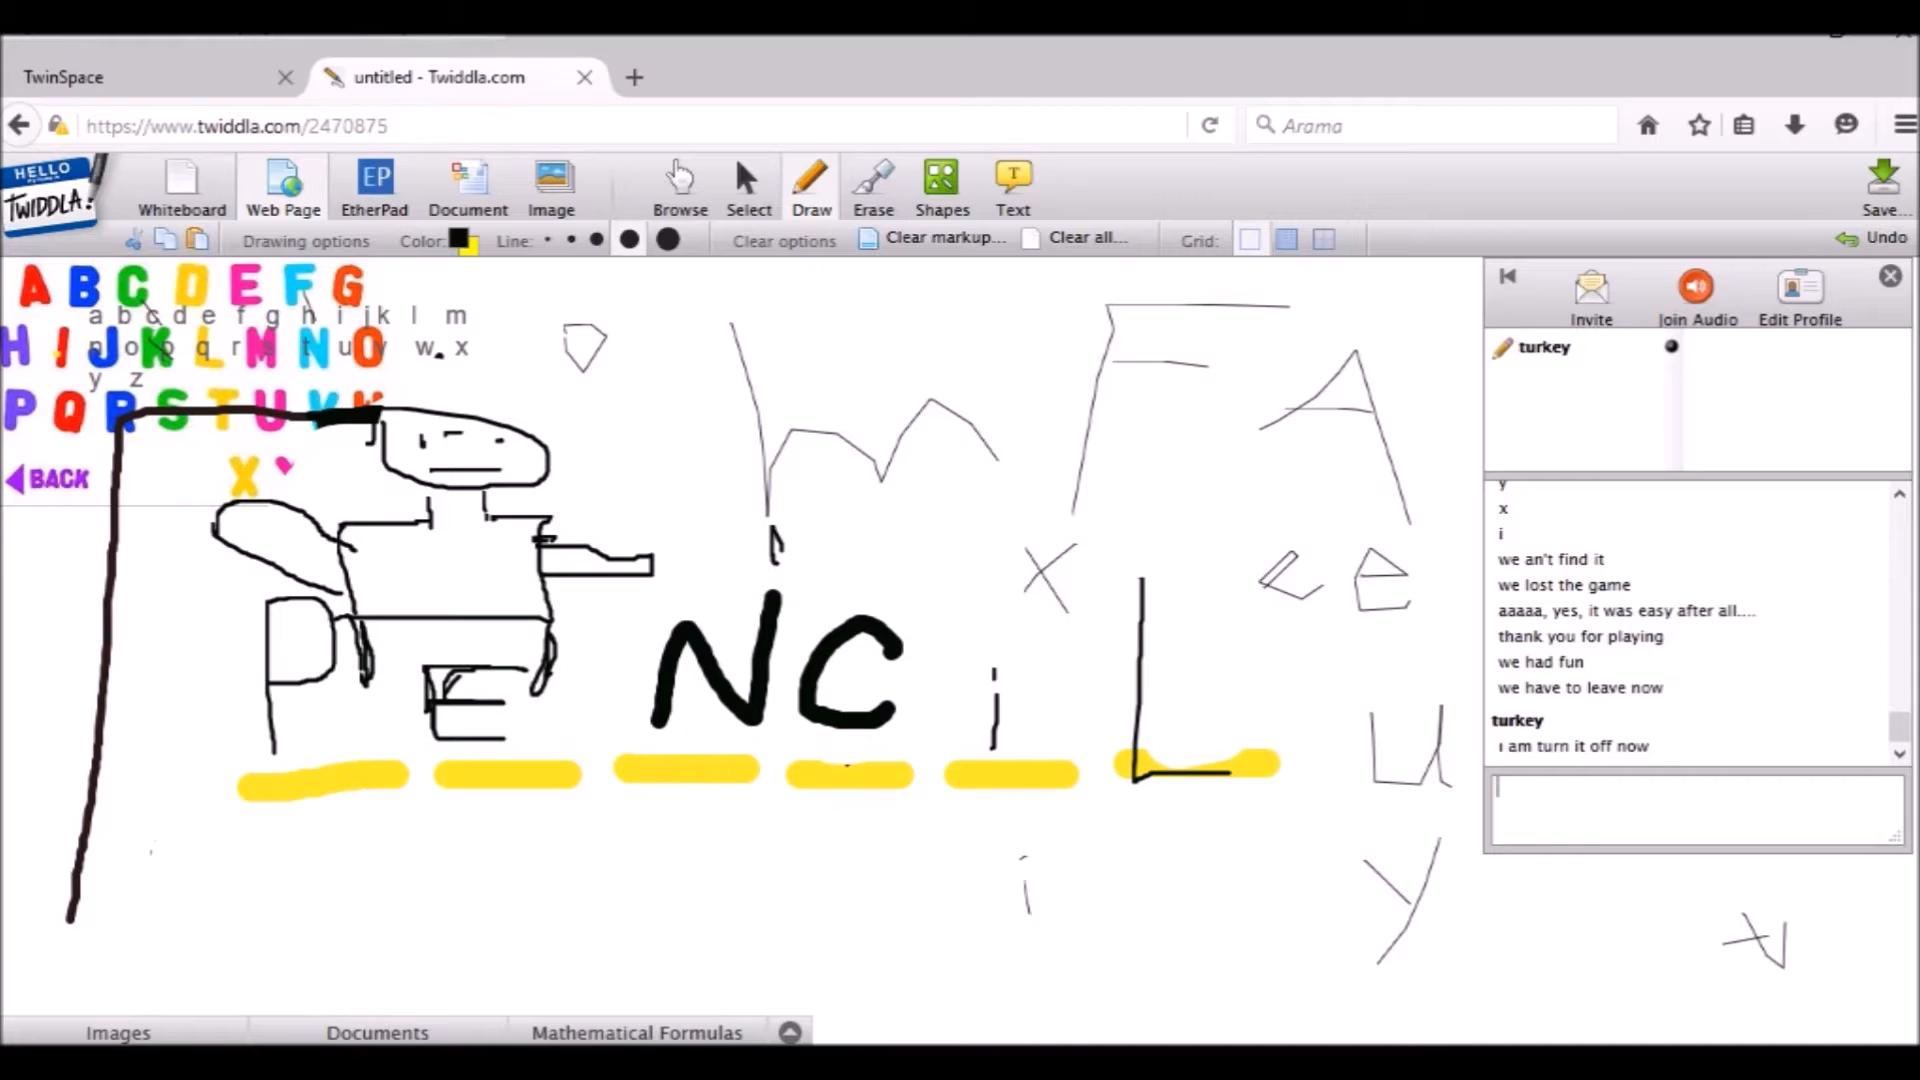 TwinSpace
untitled - Twiddla.com
https://www.twiddla.com/2470875
Arama
HELLO
TWIDDLA!
Whiteboard
Web Page
EP
EtherPad
Document
Image
Browse
Select
Draw
Erase
Shapes
T
Text
Save...
Drawing options
Color:
Line:
Clear options
Clear markup...
Clear all...
Grid:
Undo
A B C D E F G
a b c d e f g h i j k l m
H I J K L M N O
n o p q r s t u y w. x
y z
P Q R S T U V
X
BACK
Invite
Join Audio
Edit Profile
turkey
y
x
i
we an't find it
we lost the game
aaaaa, yes, it was easy after all....
thank you for playing
we had fun
we have to leave now
turkey
i am turn it off now
F A
x e
P E N C i L
u
i y
Images
Documents
Mathematical Formulas